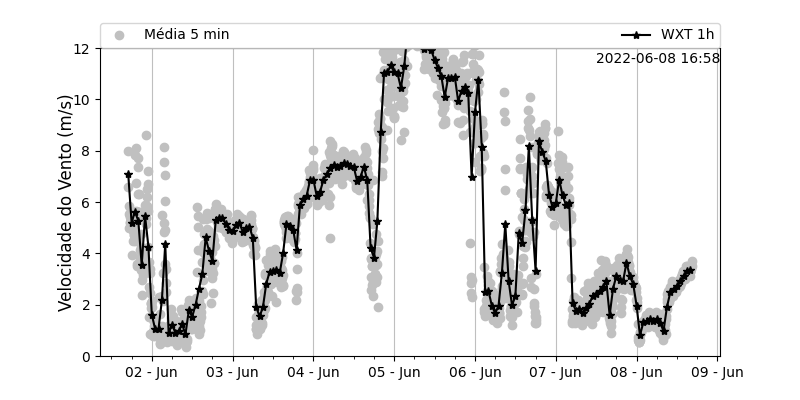 Média 5 min
WXT 1h
2022-06-08 16:58
Velocidade do Vento (m/s)
12
10
8
6
4
2
0
02 - Jun
03 - Jun
04 - Jun
05 - Jun
06 - Jun
07 - Jun
08 - Jun
09 - Jun